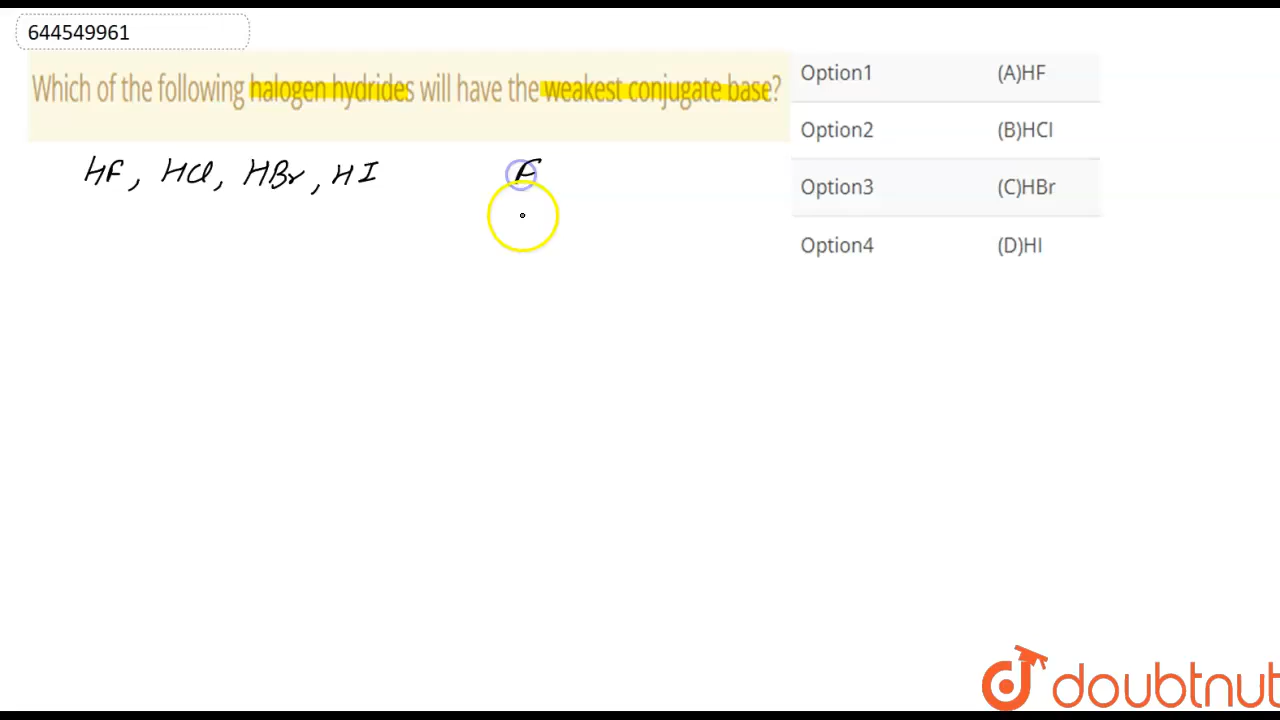 644549961
Which of the following halogen hydrides will have the weakest conjugate base?
Option1 (A)HF
Option2 (B)HCl
Option3 (C)HBr
Option4 (D)HI
HF, HCl, HBr, HI F
doubtnut